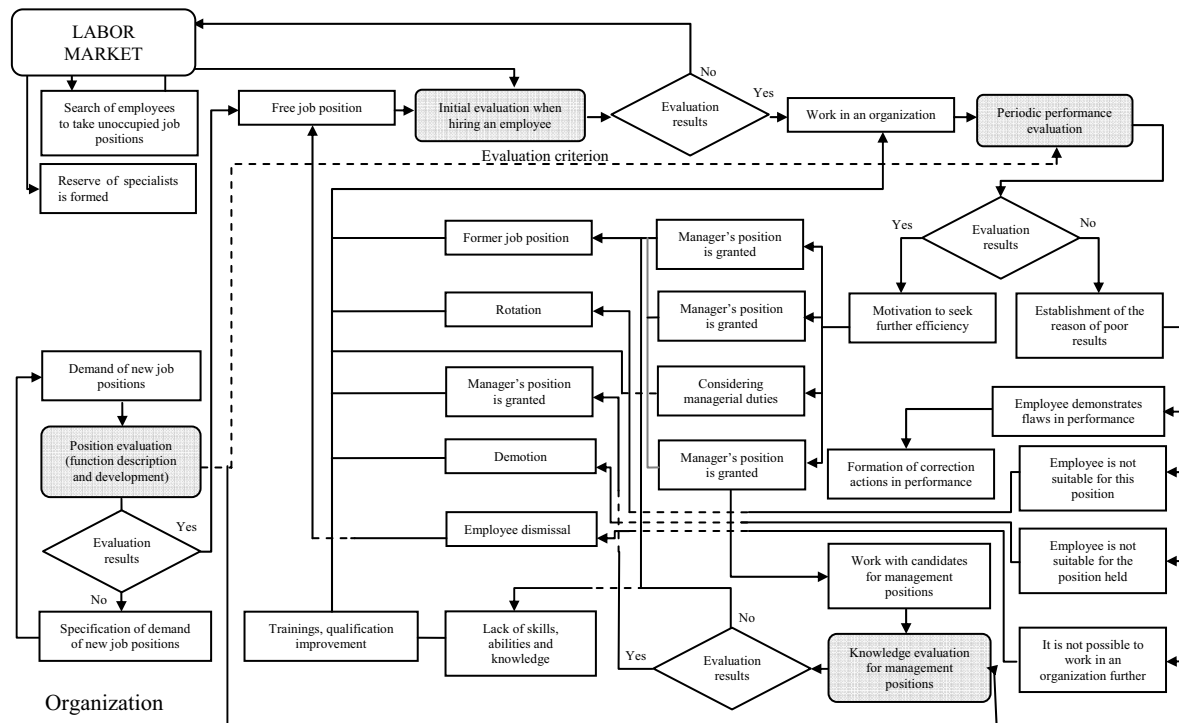 LABOR
MARKET
Search of employees
to take unoccupied job
positions
Reserve of specialists
is formed
Free job position
Initial evaluation when
hiring an employee
No
Evaluation
results
Yes
Work in an organization
Periodic performance
evaluation
Evaluation criterion
Yes
Evaluation
results
No
Former job position
Manager's position
is granted
Rotation
Manager's position
is granted
Motivation to seek
further efficiency
Establishment of the
reason of poor
results
Demand of new job
positions
Manager's position
is granted
Considering
managerial duties
Employee demonstrates
flaws in performance
Position evaluation
(function description
and development)
Demotion
Manager's position
is granted
Formation of correction
actions in performance
Employee is not
suitable for this
position
Yes
Evaluation
results
No
Employee dismissal
Work with candidates
for management
positions
Employee is not
suitable for the
position held
Specification of demand
of new job positions
Trainings, qualification
improvement
Lack of skills,
abilities and
knowledge
No
Yes
Evaluation
results
Knowledge evaluation
for management
positions
It is not possible to
work in an
organization further
Organization